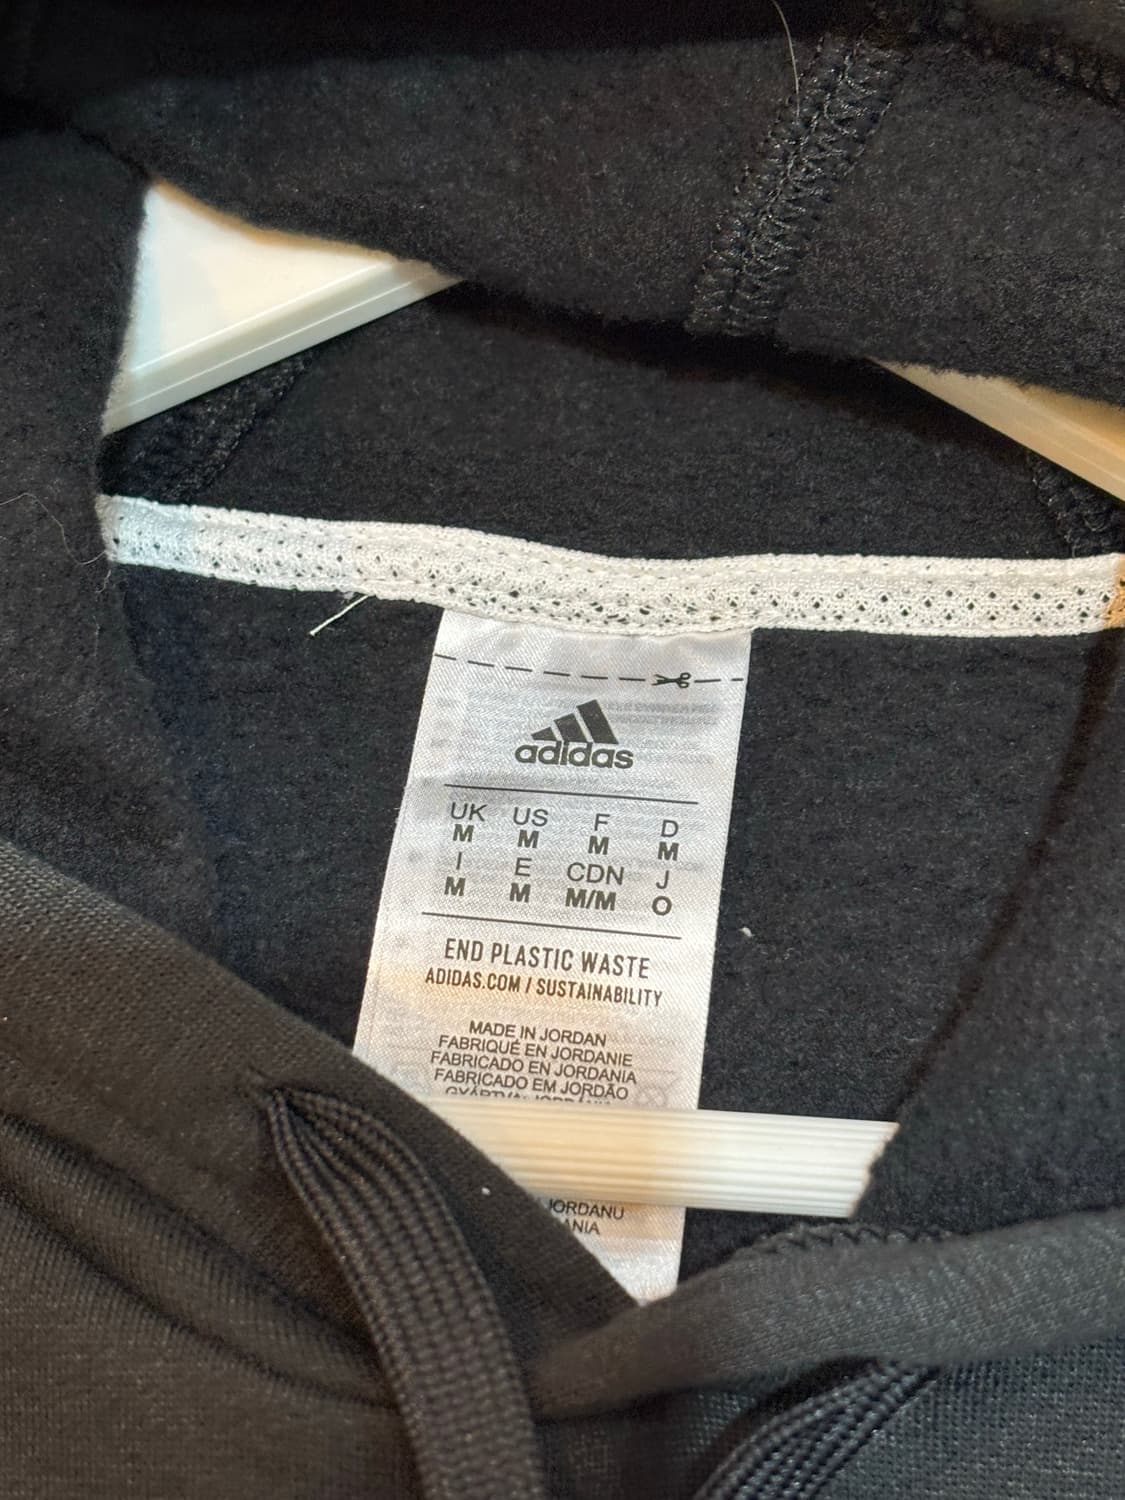 adidas
UK US F D
M M M M
I E CDN J
M M M/M O
END PLASTIC WASTE
ADIDAS.COM / SUSTAINABILITY
MADE IN JORDAN
FABRIQUÉ EN JORDANIE
FABRICADO EN JORDANIA
FABRICADO EM JORDÃO
JORDANU